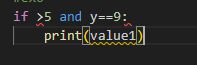 if >5 and y==9:
    print(value1)